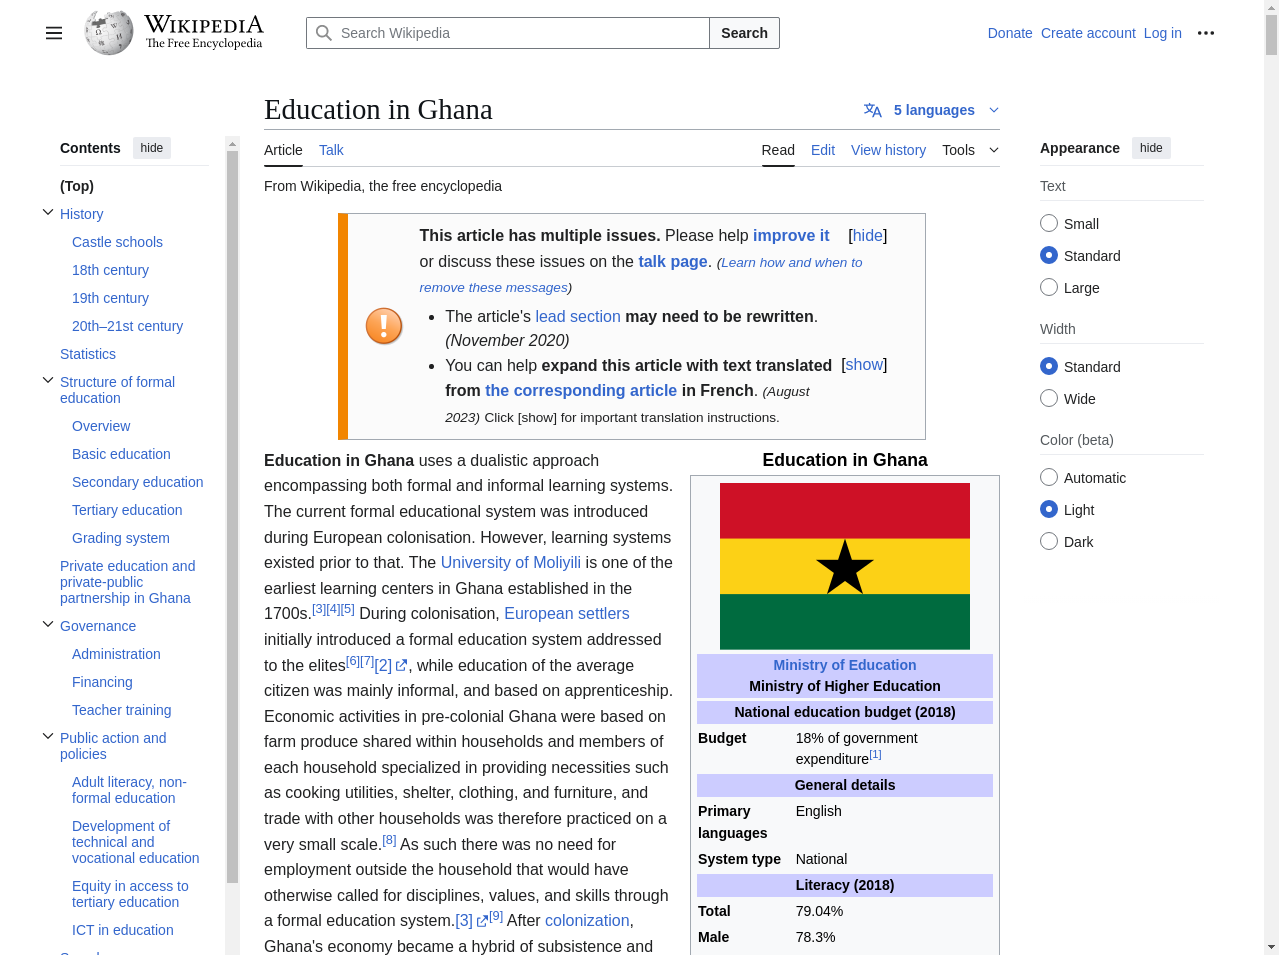 WIKIPEDIA
The Free Encyclopedia
Search Wikipedia
Search
Donate
Create account
Log in
Education in Ghana
5 languages
Article
Talk
Read
Edit
View history
Tools
From Wikipedia, the free encyclopedia
Contents
hide
(Top)
History
Castle schools
18th century
19th century
20th–21st century
Statistics
Structure of formal
education
Overview
Basic education
Secondary education
Tertiary education
Grading system
Private education and
private-public
partnership in Ghana
Governance
Administration
Financing
Teacher training
Public action and
policies
Adult literacy, non-
formal education
Development of
technical and
vocational education
Equity in access to
tertiary education
ICT in education
This article has multiple issues. Please help improve it [hide]
or discuss these issues on the talk page. (Learn how and when to
remove these messages)
• The article's lead section may need to be rewritten.
(November 2020)
• You can help expand this article with text translated [show]
from the corresponding article in French. (August
2023) Click [show] for important translation instructions.
Education in Ghana uses a dualistic approach
encompassing both formal and informal learning systems.
The current formal educational system was introduced
during European colonisation. However, learning systems
existed prior to that. The University of Moliyili is one of the
earliest learning centers in Ghana established in the
1700s.[3][4][5] During colonisation, European settlers
initially introduced a formal education system addressed
to the elites[6][7][2], while education of the average
citizen was mainly informal, and based on apprenticeship.
Economic activities in pre-colonial Ghana were based on
farm produce shared within households and members of
each household specialized in providing necessities such
as cooking utilities, shelter, clothing, and furniture, and
trade with other households was therefore practiced on a
very small scale.[8] As such there was no need for
employment outside the household that would have
otherwise called for disciplines, values, and skills through
a formal education system.[3][9] After colonization,
Ghana's economy became a hybrid of subsistence and
Education in Ghana
Ministry of Education
Ministry of Higher Education
National education budget (2018)
Budget 18% of government
expenditure[1]
General details
Primary English
languages
System type National
Literacy (2018)
Total 79.04%
Male 78.3%
Appearance
hide
Text
Small
Standard
Large
Width
Standard
Wide
Color (beta)
Automatic
Light
Dark